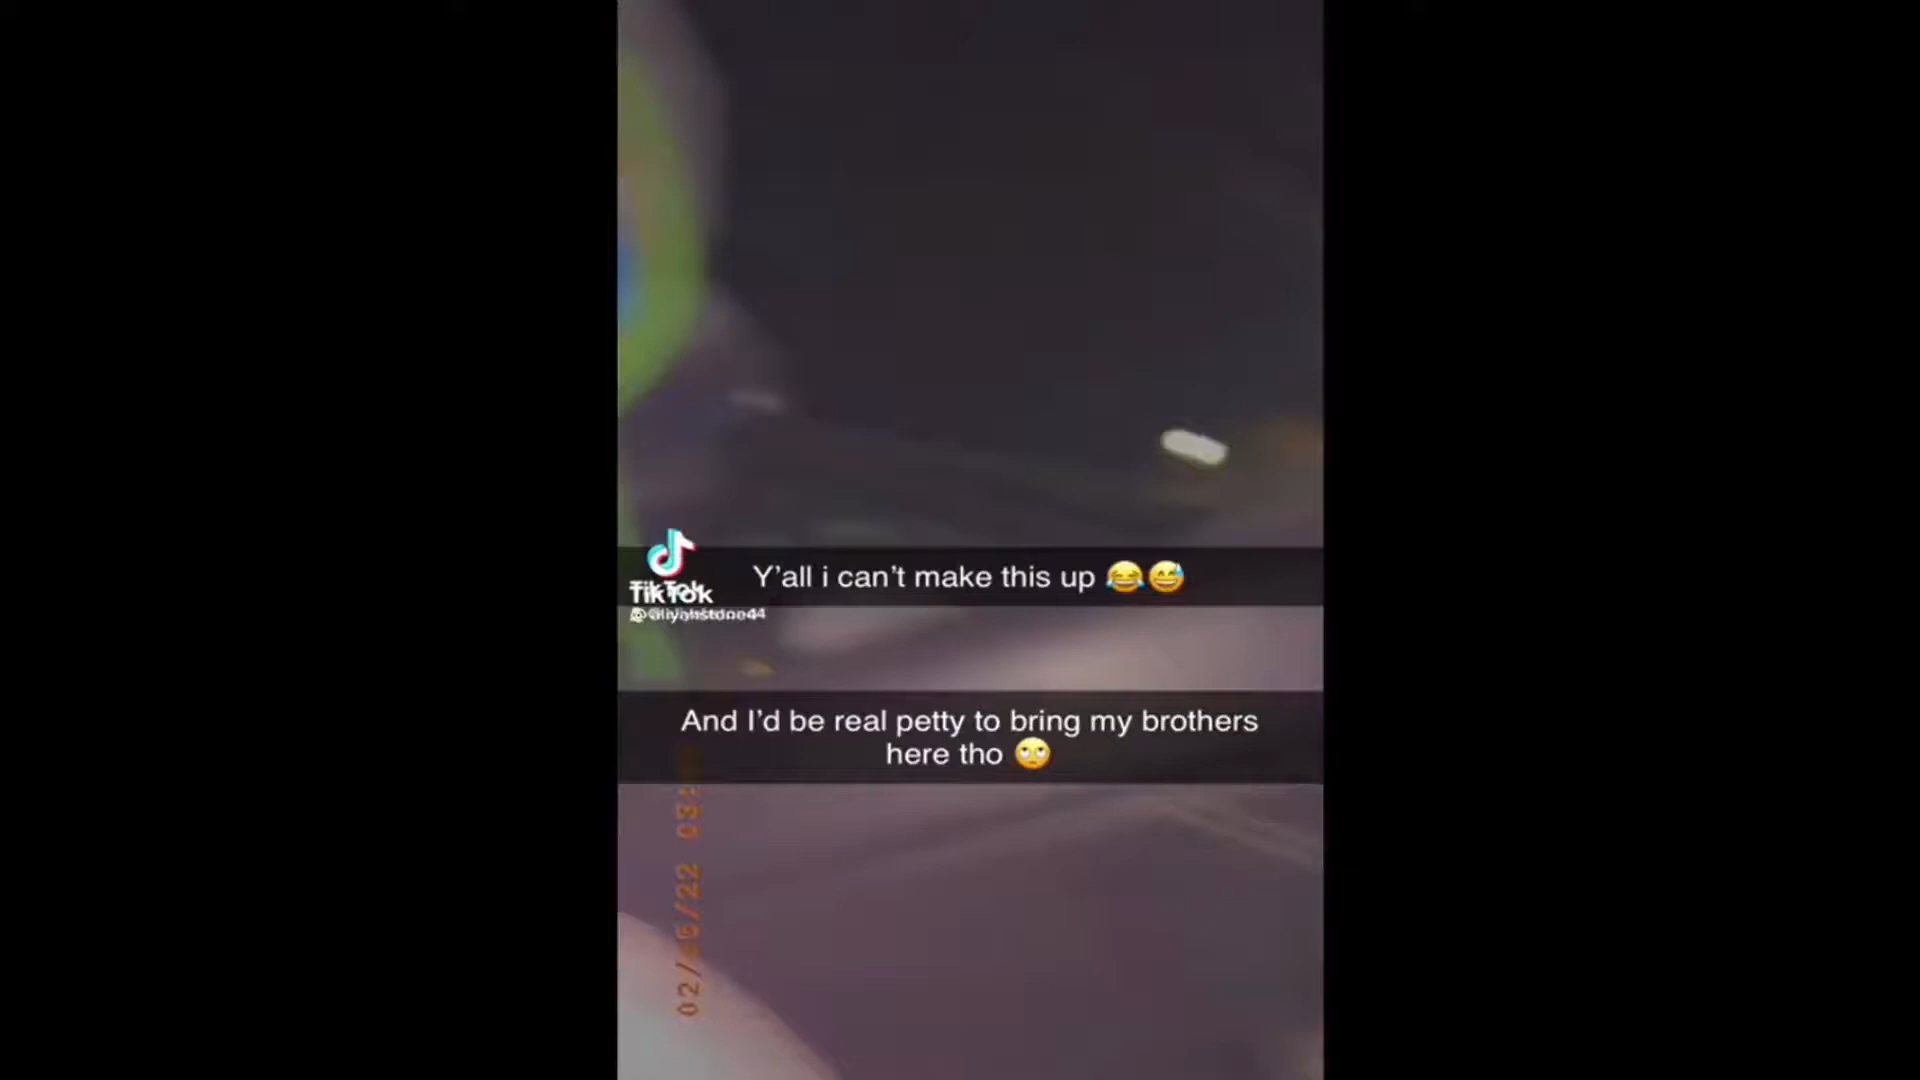 Y’all i can’t make this up 😂😅
TikTok
And I’d be real petty to bring my brothers
here tho 🙄